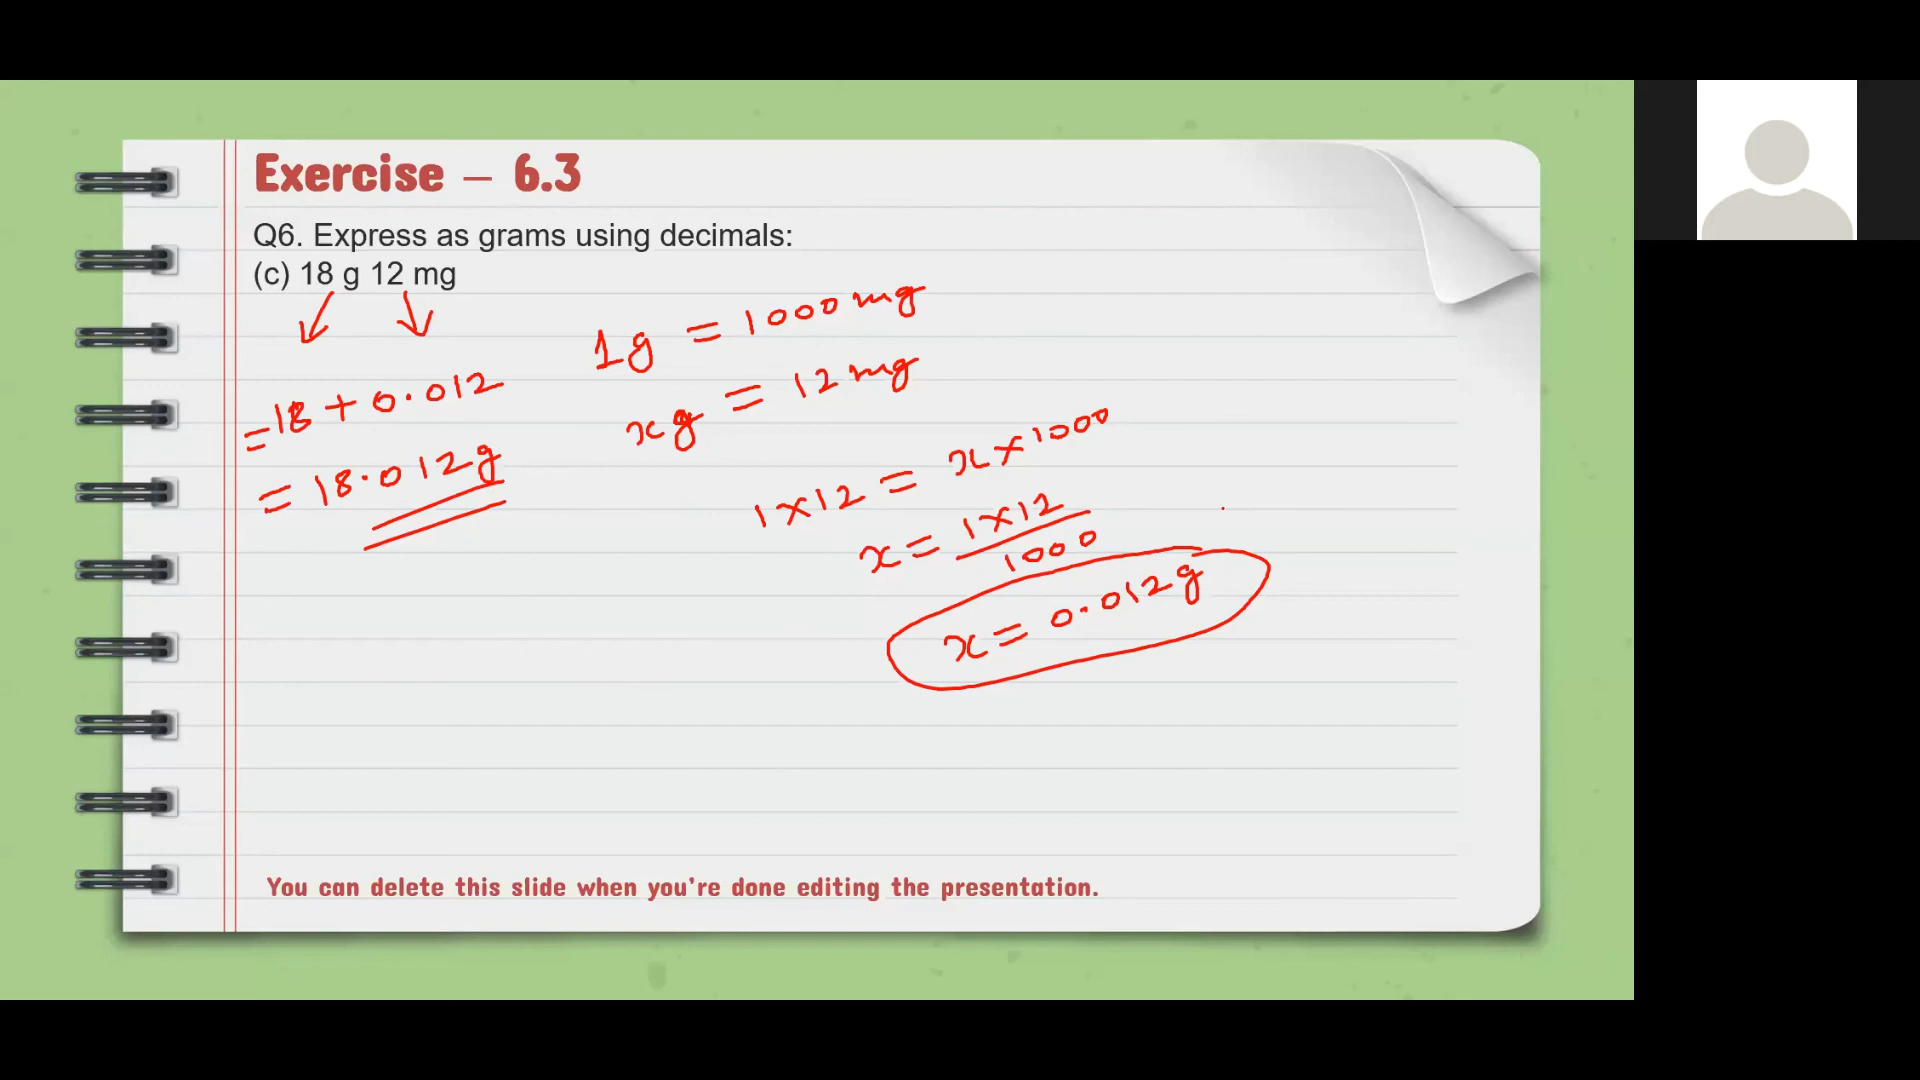 Exercise – 6.3
Q6. Express as grams using decimals:
(c) 18 g 12 mg
= 18 + 0.012
= 18.012g
1g = 1000 mg
xg = 12 mg
1×12 = x×1000
x = 1×12
1000
x = 0.012g
You can delete this slide when you're done editing the presentation.